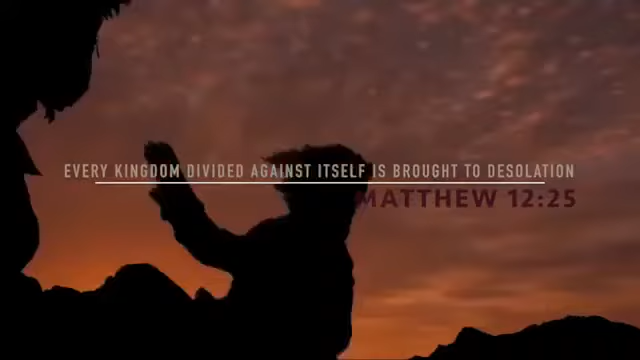 EVERY KINGDOM DIVIDED AGAINST ITSELF IS BROUGHT TO DESOLATION
MATTHEW 12:25